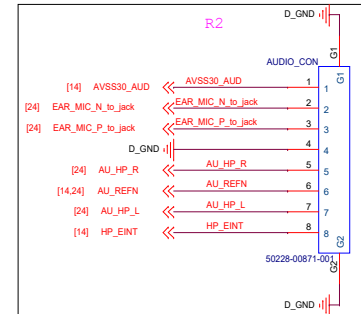 R2
D_GND
G1
G1
AUDIO_CON
[14] AVSS30_AUD AVSS30_AUD 1 1
[24] EAR_MIC_N_to_jack EAR_MIC_N_to_jack 2 2
[24] EAR_MIC_P_to_jack EAR_MIC_P_to_jack 3 3
D_GND 4 4
[24] AU_HP_R AU_HP_R 5 5
[14,24] AU_REFN AU_REFN 6 6
[24] AU_HP_L AU_HP_L 7 7
[14] HP_EINT HP_EINT 8 8
G2
50228-00871-001
G2
D_GND